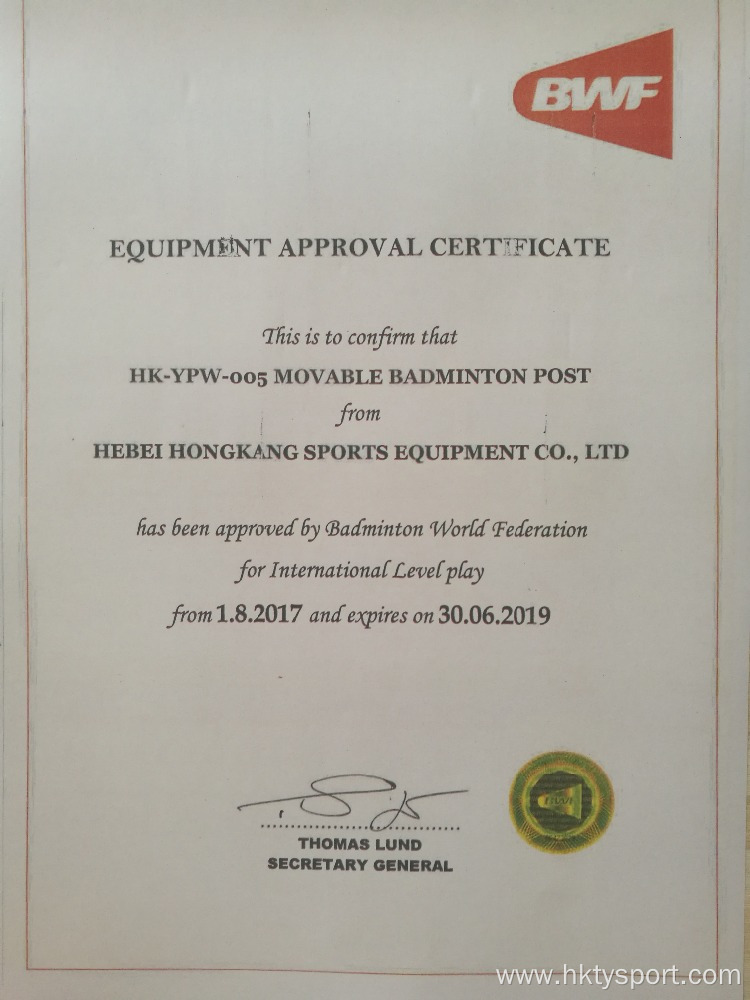 BWF
EQUIPMENT APPROVAL CERTIFICATE
This is to confirm that
HK-YPW-005 MOVABLE BADMINTON POST
from
HEBEI HONGKANG SPORTS EQUIPMENT CO., LTD
has been approved by Badminton World Federation
for International Level play
from 1.8.2017 and expires on 30.06.2019
BWF
THOMAS LUND
SECRETARY GENERAL
www.hktysport.com